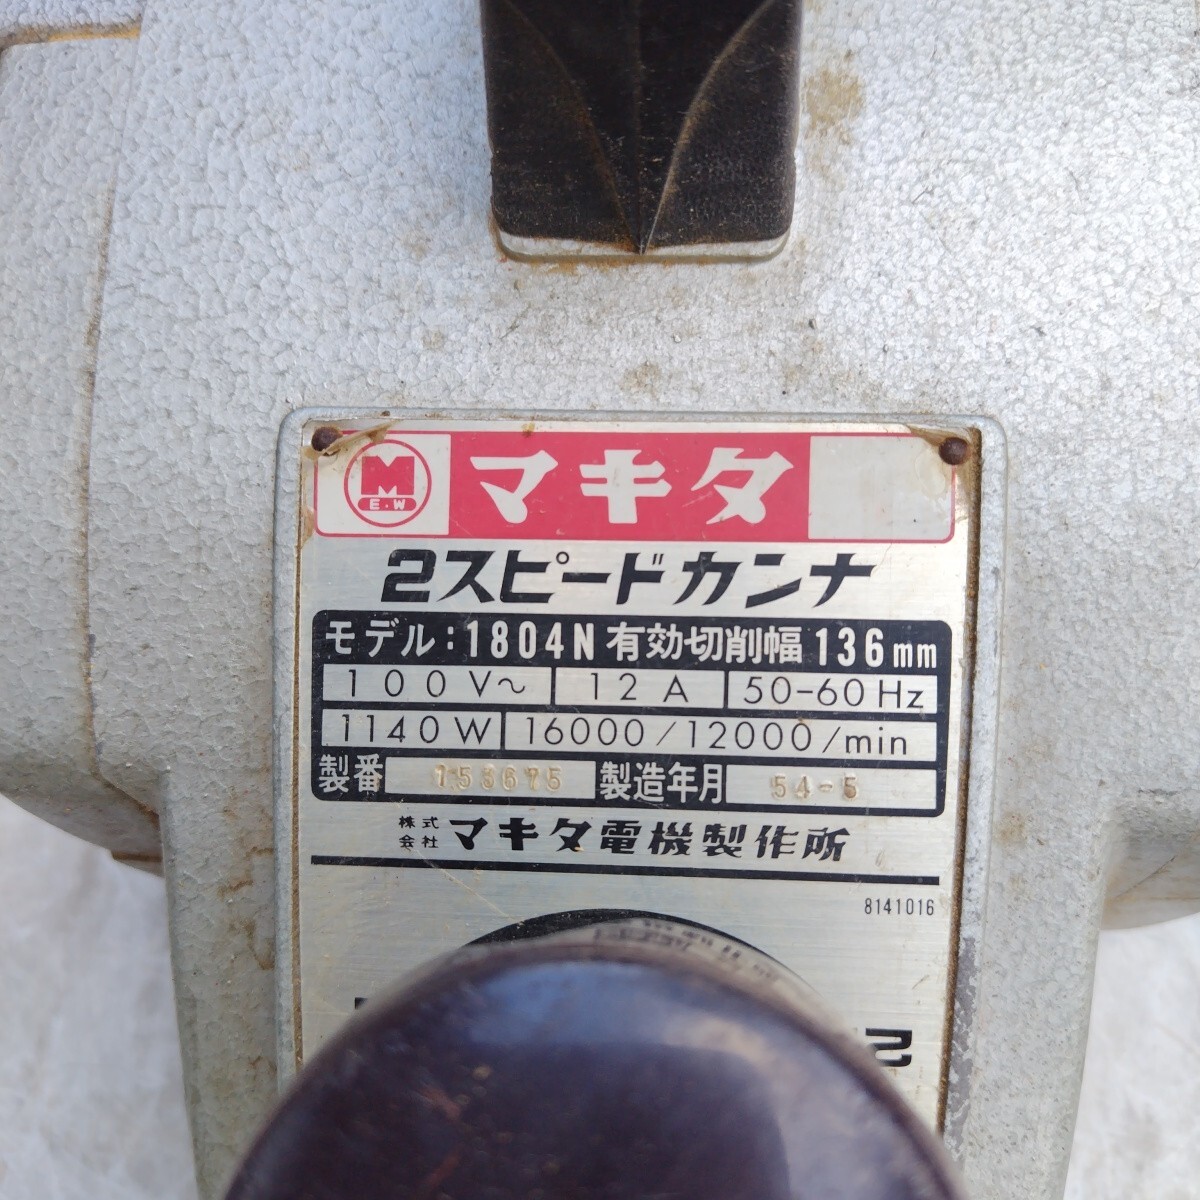 M
E.W
マキタ
2スピードカンナ
モデル:1804N 有効切削幅 136mm
100V~ 12A 50-60Hz
1140W 16000/12000/min
製番 153675 製造年月 54-5
株式会社 マキタ電機製作所
8141016
2